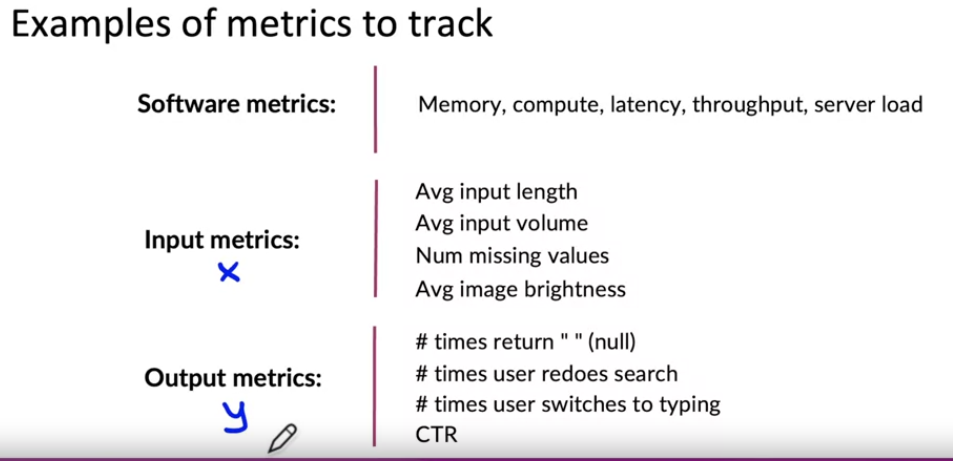 Examples of metrics to track
Software metrics:
Memory, compute, latency, throughput, server load
Input metrics:
x
Avg input length
Avg input volume
Num missing values
Avg image brightness
Output metrics:
y
# times return " " (null)
# times user redoes search
# times user switches to typing
CTR